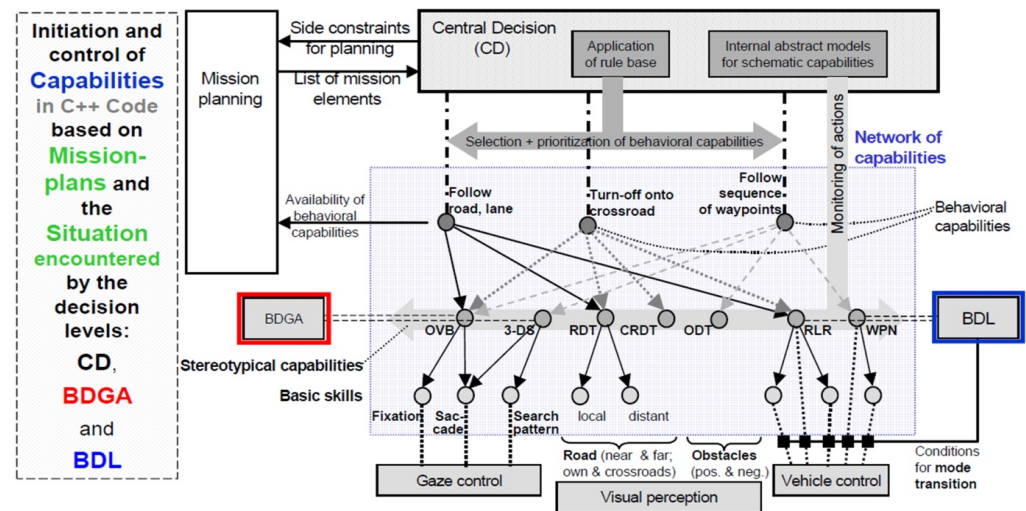 Initiation and
control of
Capabilities
in C++ Code
based on
Mission-
plans and
the
Situation
encountered
by the
decision
levels:
CD,
BDGA
and
BDL
Mission
planning
Side constraints
for planning
List of mission
elements
Central Decision
(CD)
Application
of rule base
Internal abstract models
for schematic capabilities
Selection + prioritization of behavioral capabilities
Monitoring of actions
Network of
capabilities
Availability of
behavioral
capabilities
Follow
road, lane
Turn-off onto
crossroad
Follow
sequence
of waypoints
Behavioral
capabilities
BDGA
OVB
3-DS
RDT
CRDT
ODT
RLR
WPN
BDL
Stereotypical capabilities
Basic skills
Fixation
Sac-
cade
Search
pattern
local
distant
Road (near & far;
own & crossroads)
Obstacles
(pos. & neg.)
Conditions
for mode
transition
Gaze control
Visual perception
Vehicle control